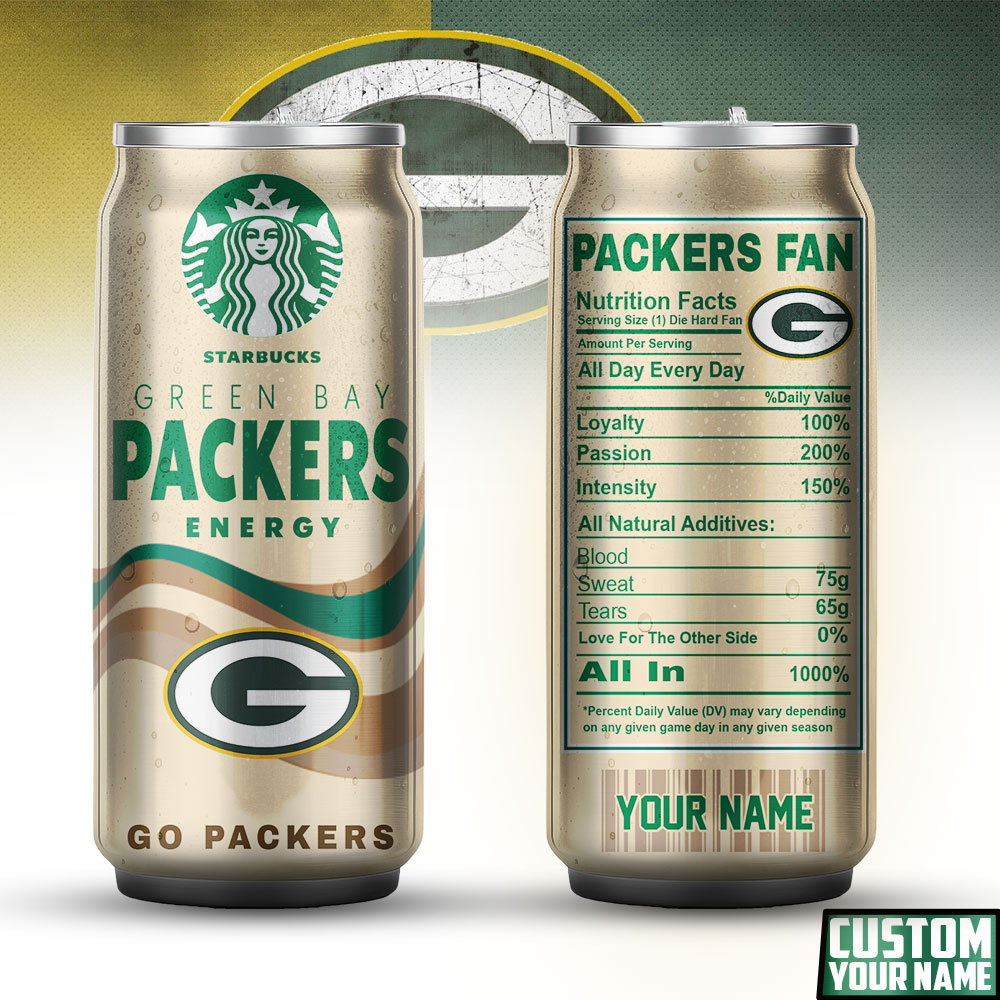 STARBUCKS
GREEN BAY
PACKERS
ENERGY
G
GO PACKERS
PACKERS FAN
Nutrition Facts
Serving Size (1) Die Hard Fan
Amount Per Serving
All Day Every Day
G
%Daily Value
Loyalty 100%
Passion 200%
Intensity 150%
All Natural Additives:
Blood
Sweat 75g
Tears 65g
Love For The Other Side 0%
All In 1000%
*Percent Daily Value (DV) may vary depending
on any given game day in any given season
YOUR NAME
CUSTOM
YOUR NAME